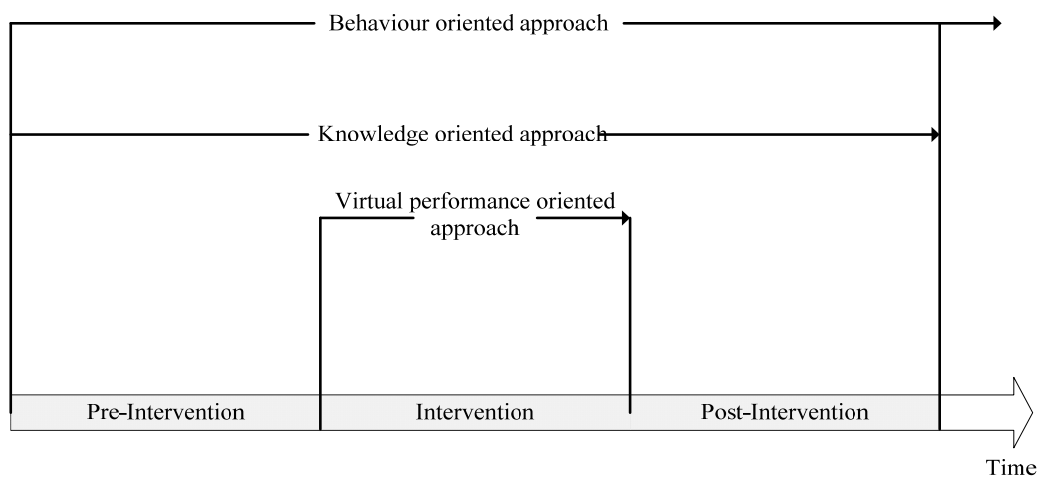 Behaviour oriented approach
Knowledge oriented approach
Virtual performance oriented
approach
Pre-Intervention
Intervention
Post-Intervention
Time